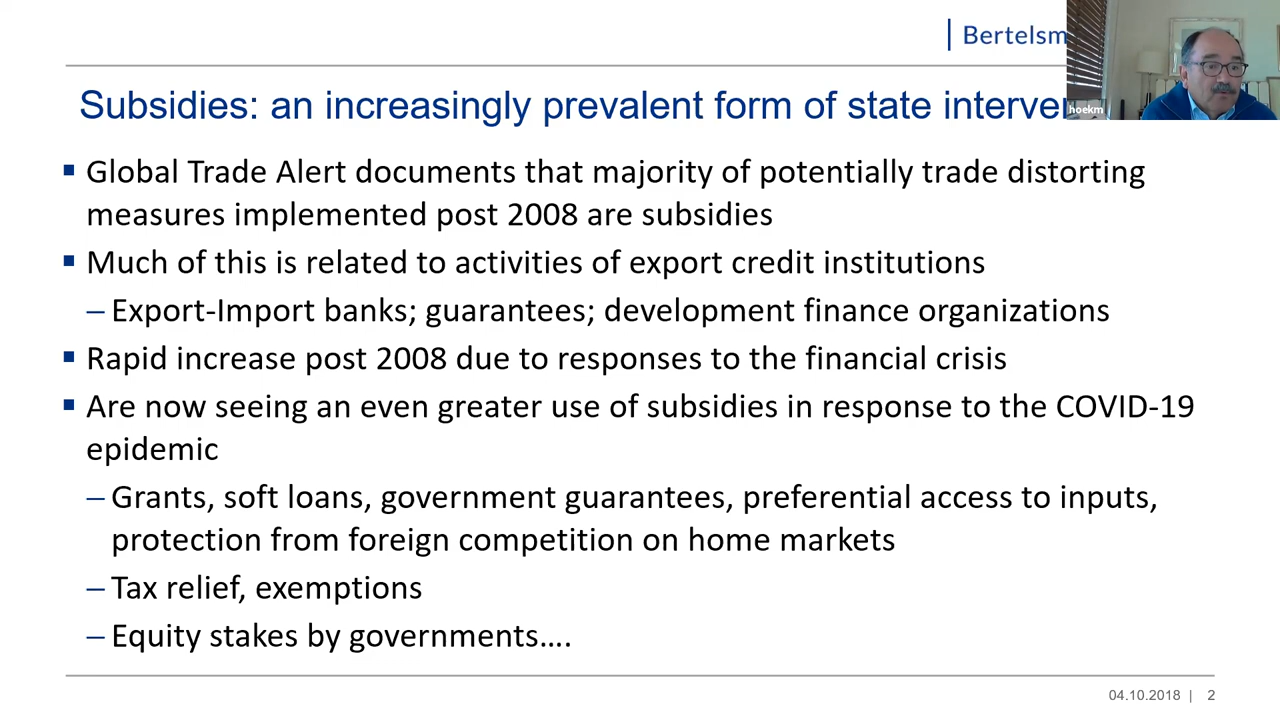 Bertelsm
hoekm
Subsidies: an increasingly prevalent form of state interve
▪ Global Trade Alert documents that majority of potentially trade distorting
measures implemented post 2008 are subsidies
▪ Much of this is related to activities of export credit institutions
– Export-Import banks; guarantees; development finance organizations
▪ Rapid increase post 2008 due to responses to the financial crisis
▪ Are now seeing an even greater use of subsidies in response to the COVID-19
epidemic
– Grants, soft loans, government guarantees, preferential access to inputs,
protection from foreign competition on home markets
– Tax relief, exemptions
– Equity stakes by governments....
04.10.2018 | 2